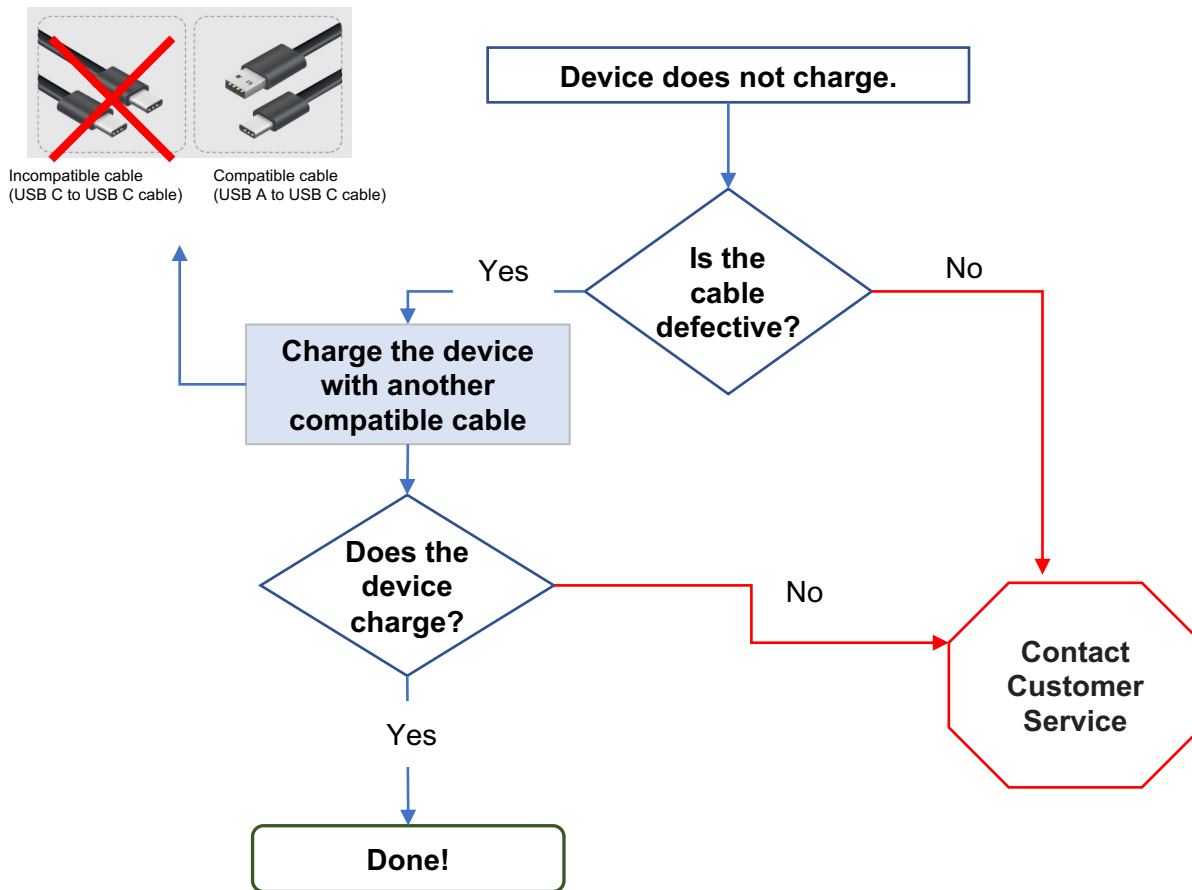 Device does not charge.
Incompatible cable
(USB C to USB C cable)
Compatible cable
(USB A to USB C cable)
Is the
cable
defective?
Yes
No
Charge the device
with another
compatible cable
Does the
device
charge?
No
Contact
Customer
Service
Yes
Done!